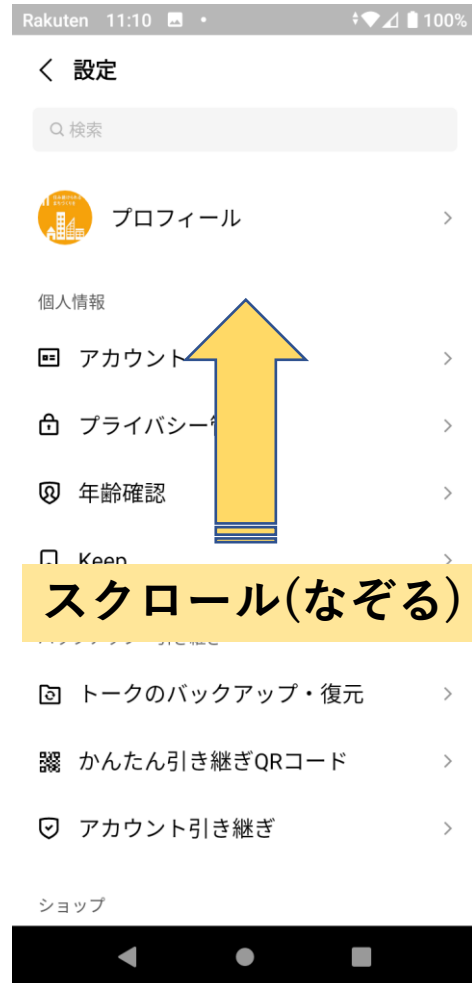 Rakuten 11:10 100%
設定
検索
プロフィール
個人情報
アカウント
プライバシー
年齢確認
Keep
スクロール(なぞる)
トークのバックアップ・復元
かんたん引き継ぎQRコード
アカウント引き継ぎ
ショップ